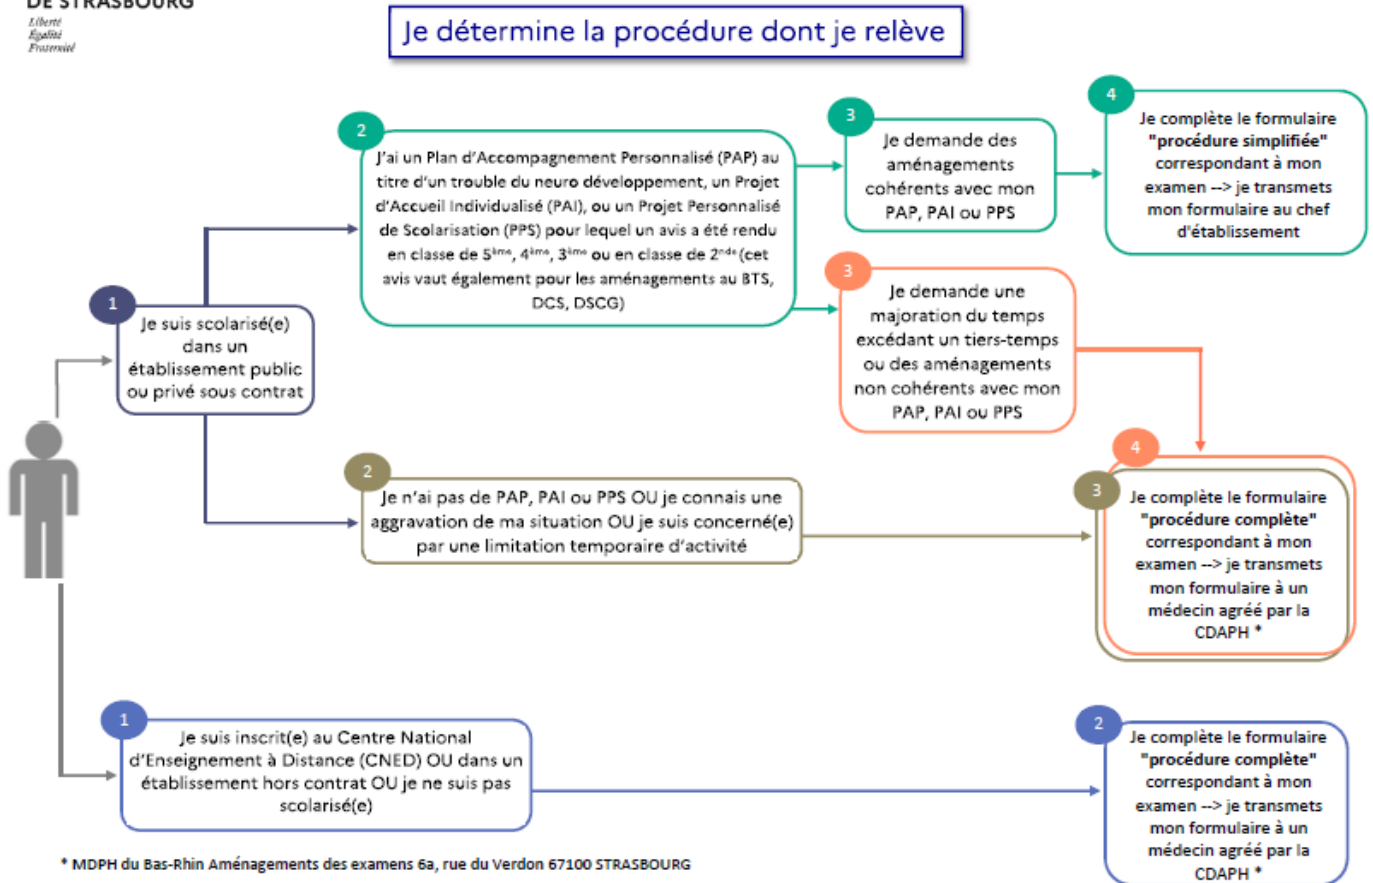 DE STRASBOURG
Liberté
Égalité
Fraternité
Je détermine la procédure dont je relève
1
Je suis scolarisé(e)
dans un
établissement public
ou privé sous contrat
2
J'ai un Plan d'Accompagnement Personnalisé (PAP) au
titre d'un trouble du neuro développement, un Projet
d'Accueil Individualisé (PAI), ou un Projet Personnalisé
de Scolarisation (PPS) pour lequel un avis a été rendu
en classe de 5ème, 4ème, 3ème ou en classe de 2nde (cet
avis vaut également pour les aménagements au BTS,
DCS, DSCG)
3
Je demande des
aménagements
cohérents avec mon
PAP, PAI ou PPS
4
Je complète le formulaire
"procédure simplifiée"
correspondant à mon
examen --> je transmets
mon formulaire au chef
d'établissement
3
Je demande une
majoration du temps
excédant un tiers-temps
ou des aménagements
non cohérents avec mon
PAP, PAI ou PPS
2
Je n'ai pas de PAP, PAI ou PPS OU je connais une
aggravation de ma situation OU je suis concerné(e)
par une limitation temporaire d'activité
4
3
Je complète le formulaire
"procédure complète"
correspondant à mon
examen --> je transmets
mon formulaire à un
médecin agréé par la
CDAPH *
1
Je suis inscrit(e) au Centre National
d'Enseignement à Distance (CNED) OU dans un
établissement hors contrat OU je ne suis pas
scolarisé(e)
2
Je complète le formulaire
"procédure complète"
correspondant à mon
examen --> je transmets
mon formulaire à un
médecin agréé par la
CDAPH *
* MDPH du Bas-Rhin Aménagements des examens 6a, rue du Verdon 67100 STRASBOURG